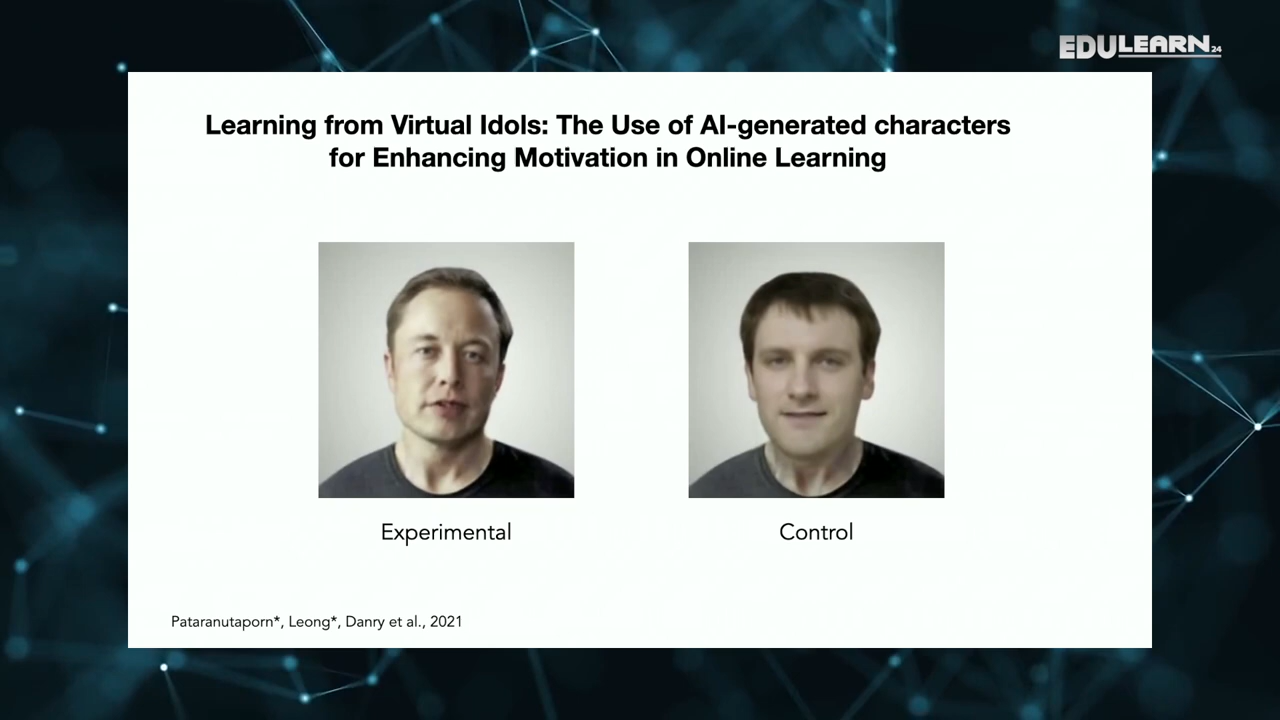 EDULEARN24
Learning from Virtual Idols: The Use of AI-generated characters
for Enhancing Motivation in Online Learning
Experimental
Control
Pataranutaporn*, Leong*, Danry et al., 2021